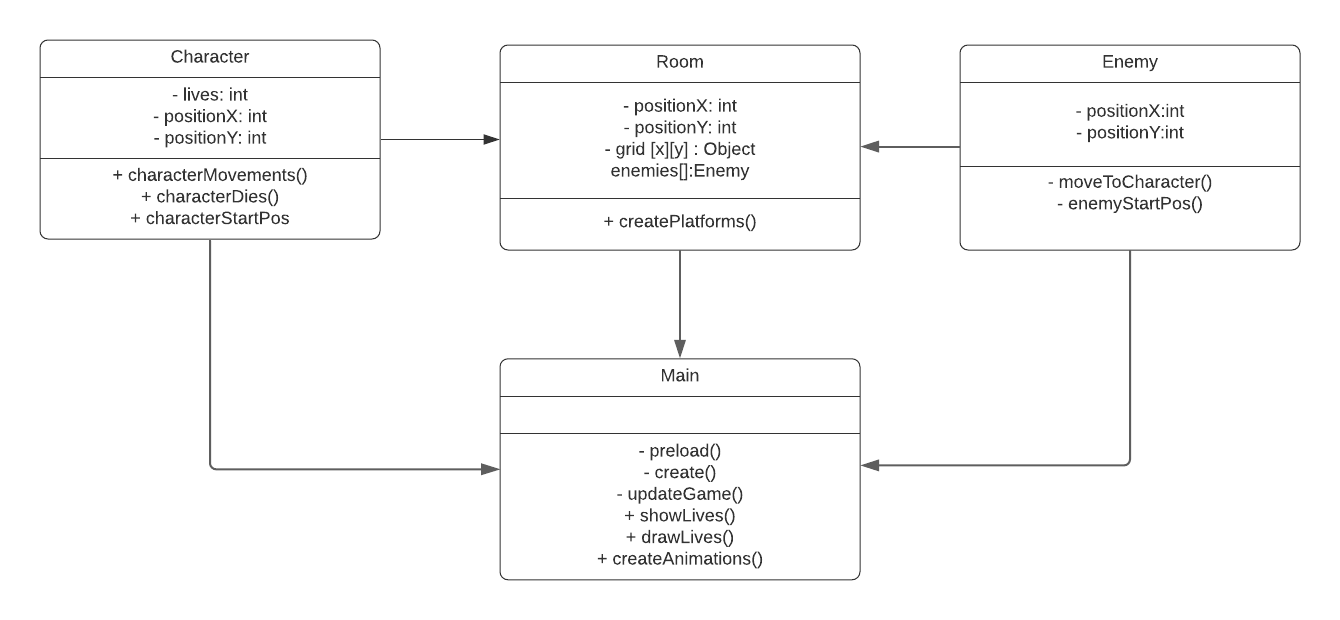 Character
- lives: int
- positionX: int
- positionY: int
+ characterMovements()
+ characterDies()
+ characterStartPos
Room
- positionX: int
- positionY: int
- grid [x][y] : Object
enemies[]:Enemy
+ createPlatforms()
Enemy
- positionX:int
- positionY:int
- moveToCharacter()
- enemyStartPos()
Main
- preload()
- create()
- updateGame()
+ showLives()
+ drawLives()
+ createAnimations()